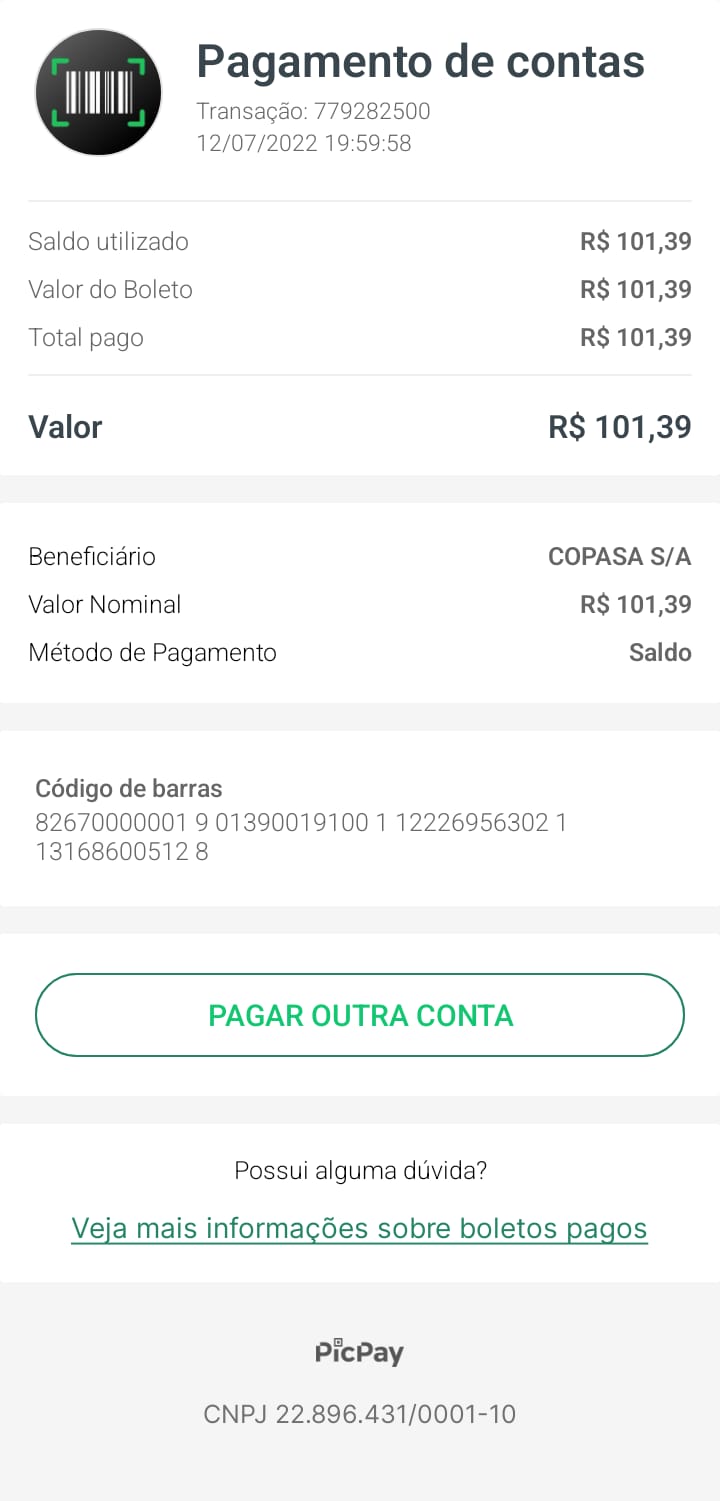 Pagamento de contas
Transação: 779282500
12/07/2022 19:59:58
Saldo utilizado R$ 101,39
Valor do Boleto R$ 101,39
Total pago R$ 101,39
Valor R$ 101,39
Beneficiário COPASA S/A
Valor Nominal R$ 101,39
Método de Pagamento Saldo
Código de barras
82670000001 9 01390019100 1 12226956302 1
13168600512 8
PAGAR OUTRA CONTA
Possui alguma dúvida?
Veja mais informações sobre boletos pagos
PicPay
CNPJ 22.896.431/0001-10